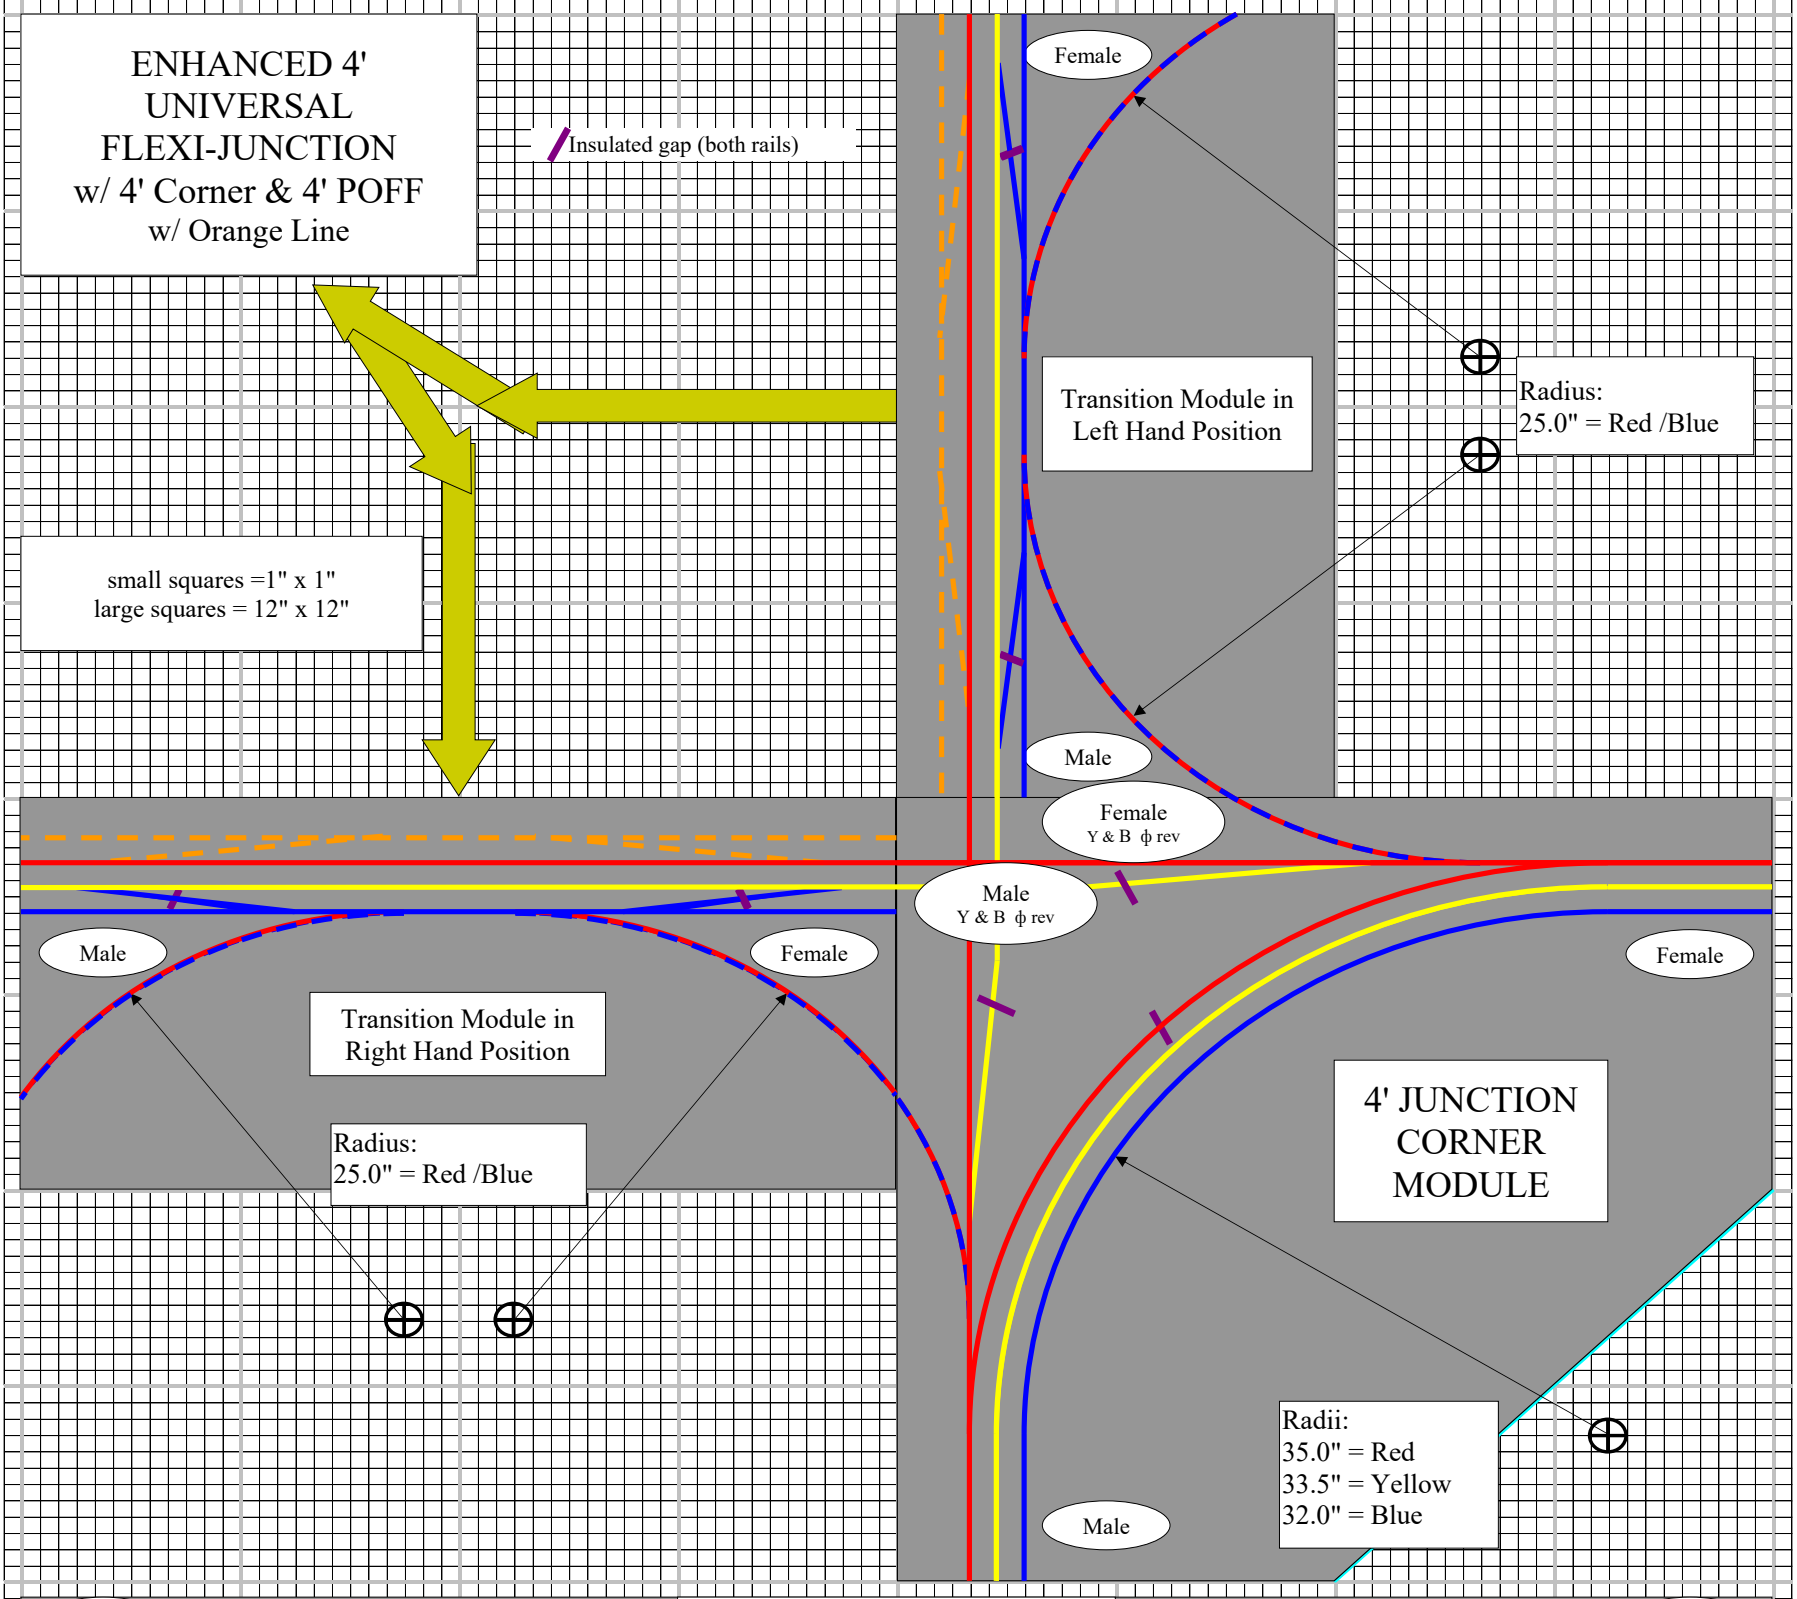 ENHANCED 4'
UNIVERSAL
FLEXI-JUNCTION
w/ 4' Corner & 4' POFF
w/ Orange Line
Insulated gap (both rails)
Female
Transition Module in
Left Hand Position
Radius:
25.0" = Red /Blue
small squares =1" x 1"
large squares = 12" x 12"
Male
Female
Y & B ϕ rev
Male
Y & B ϕ rev
Male
Female
Female
Transition Module in
Right Hand Position
Radius:
25.0" = Red /Blue
4' JUNCTION
CORNER
MODULE
Radii:
35.0" = Red
33.5" = Yellow
32.0" = Blue
Male